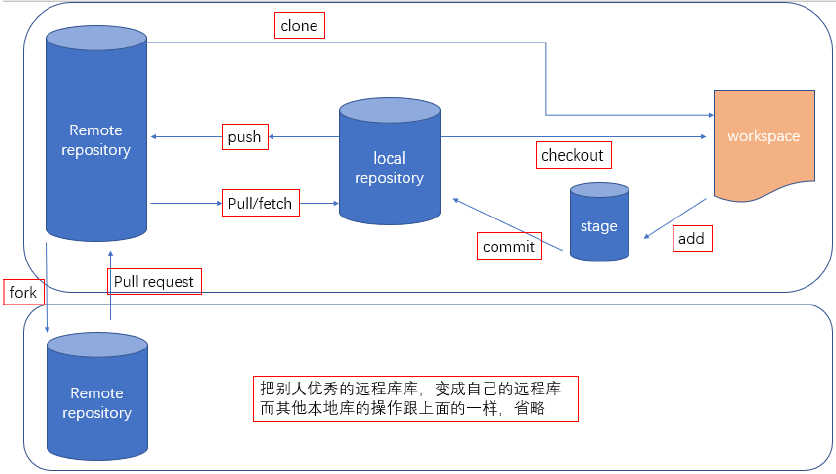 clone
Remote
repository
push
local
repository
workspace
checkout
Pull/fetch
stage
commit
add
fork
Pull request
Remote
repository
把别人优秀的远程库库，变成自己的远程库
而其他本地库的操作跟上面的一样，省略